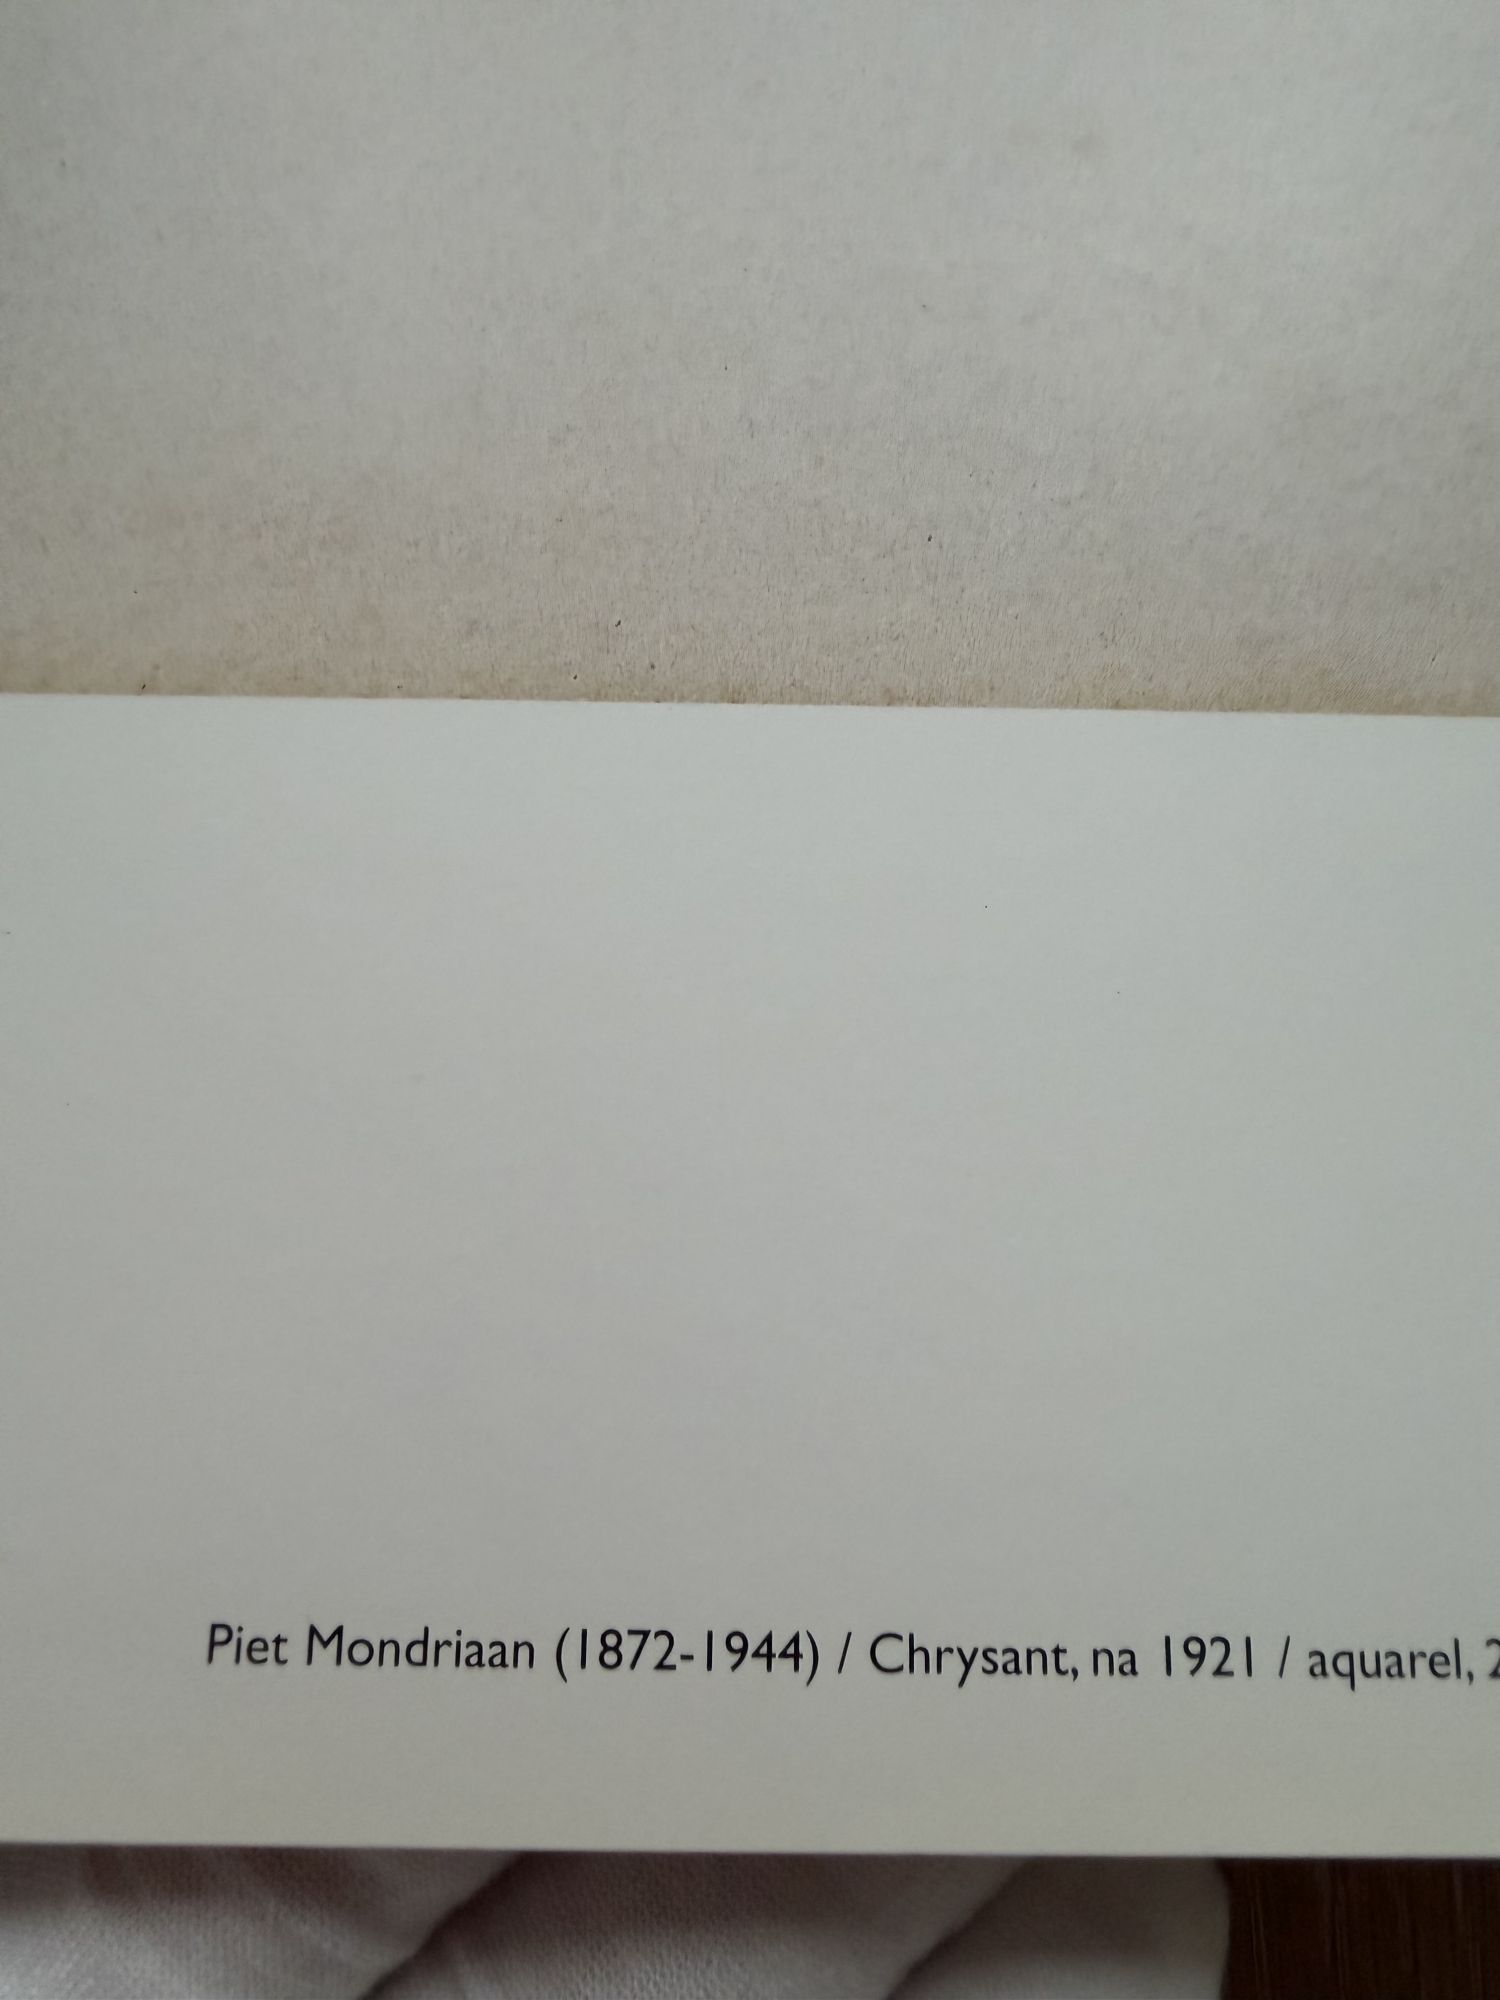 Piet Mondriaan (1872-1944) / Chrysant, na 1921 / aquarel,